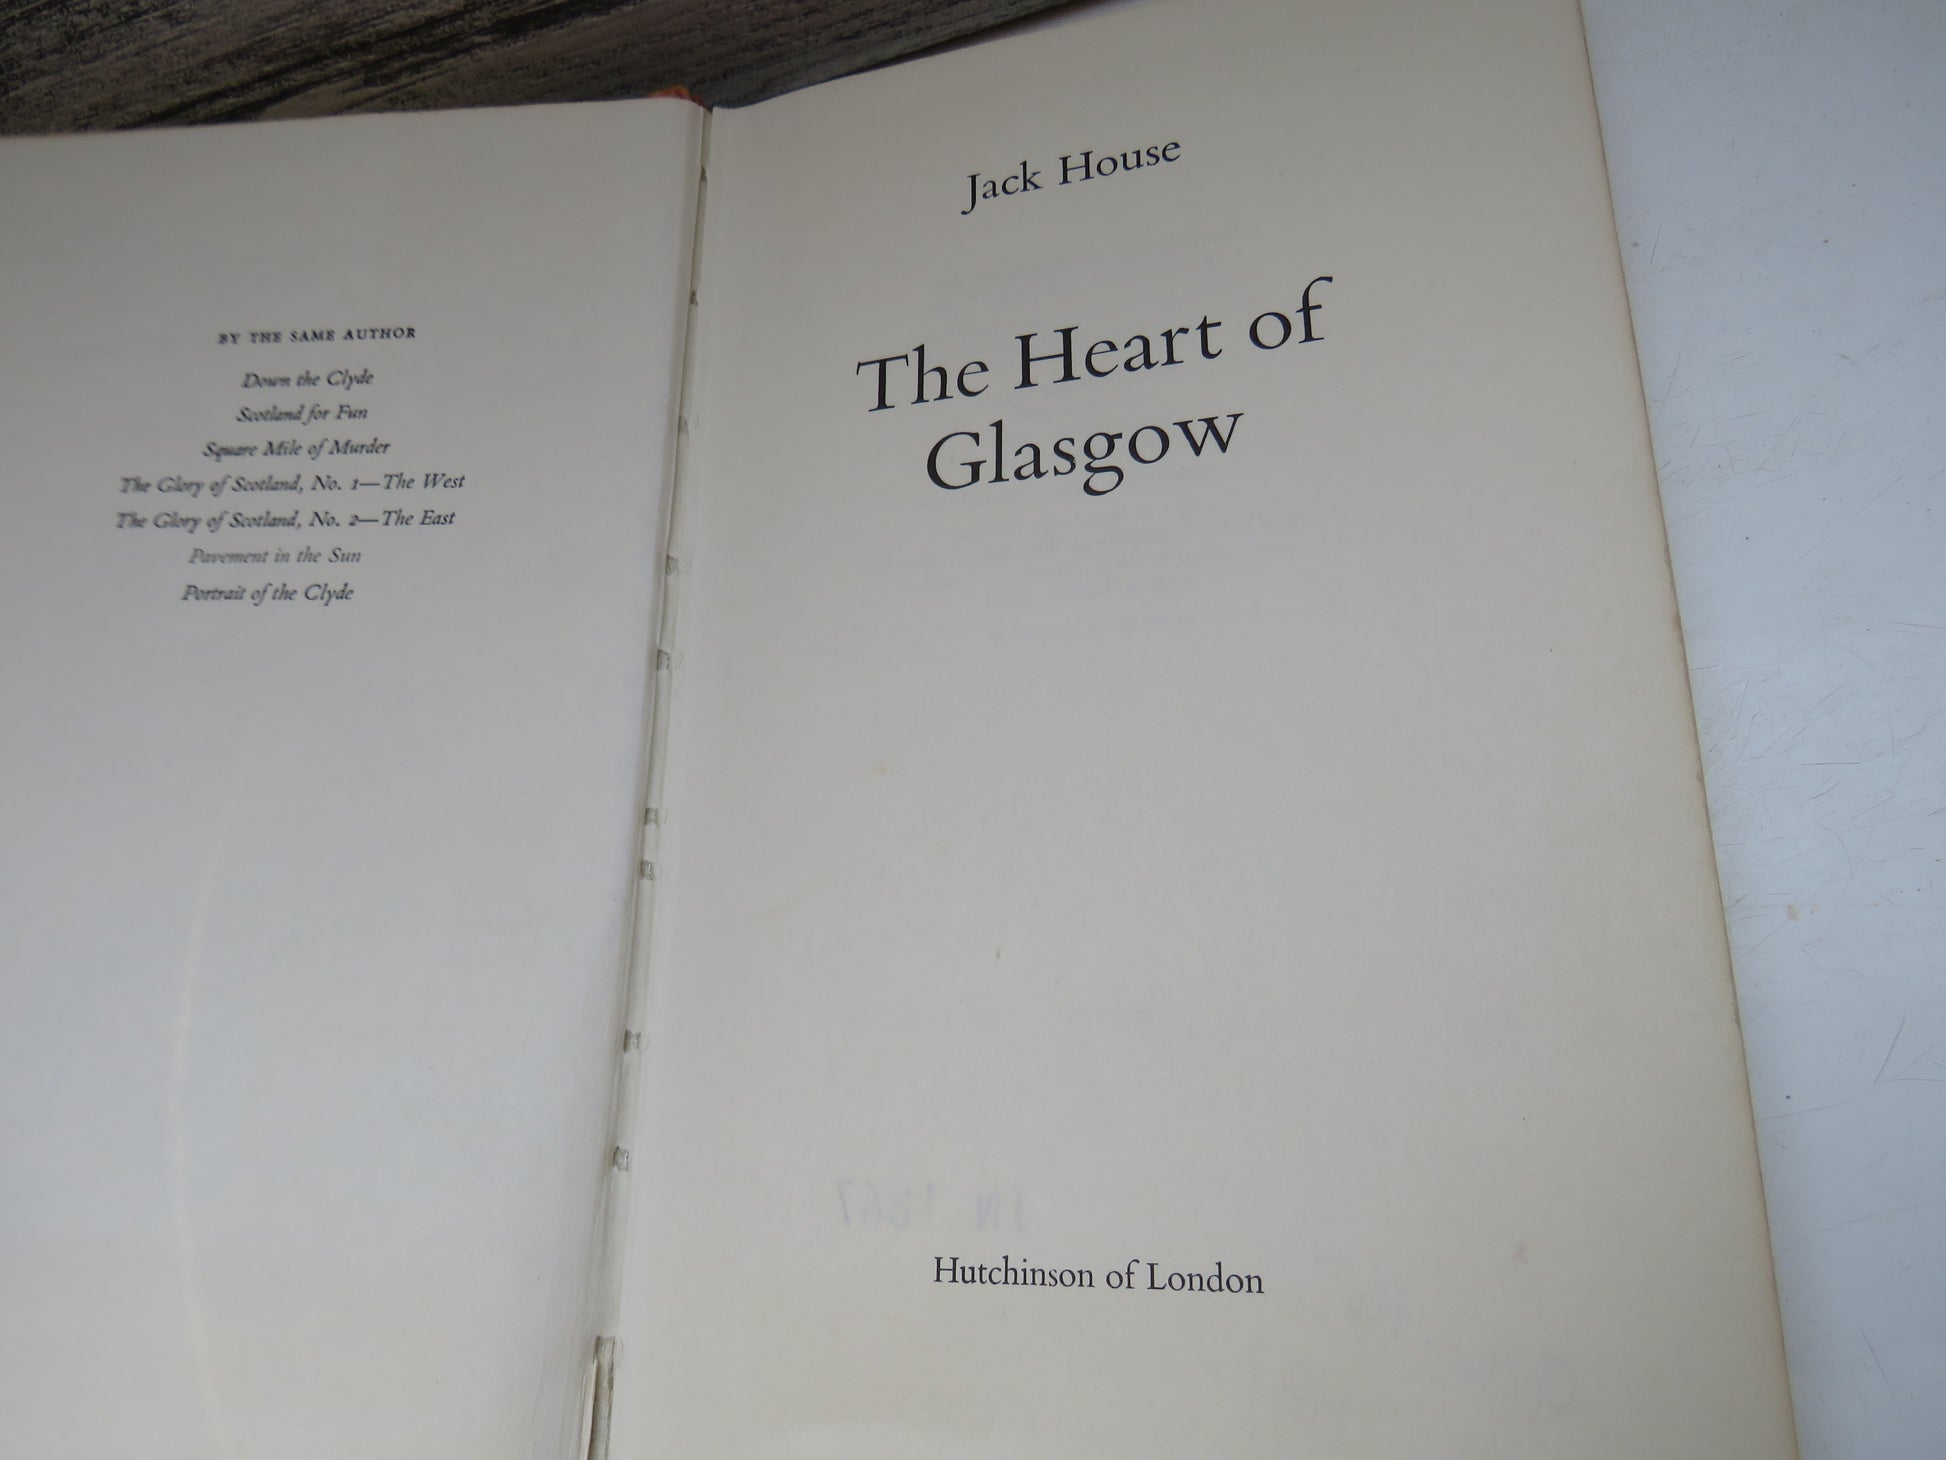 BY THE SAME AUTHOR
Down the Clyde
Scotland for Fun
Square Mile of Murder
The Glory of Scotland, No. 1—The West
The Glory of Scotland, No. 2—The East
Pavement in the Sun
Portrait of the Clyde
Jack House
The Heart of
Glasgow
Hutchinson of London